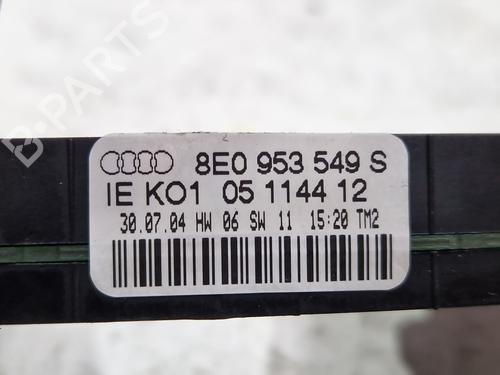 B-PARTS
8E0 953 549 S
IE KO1 05 1144 12
30.07.04 HW 06 SW 11 15:20 TM2